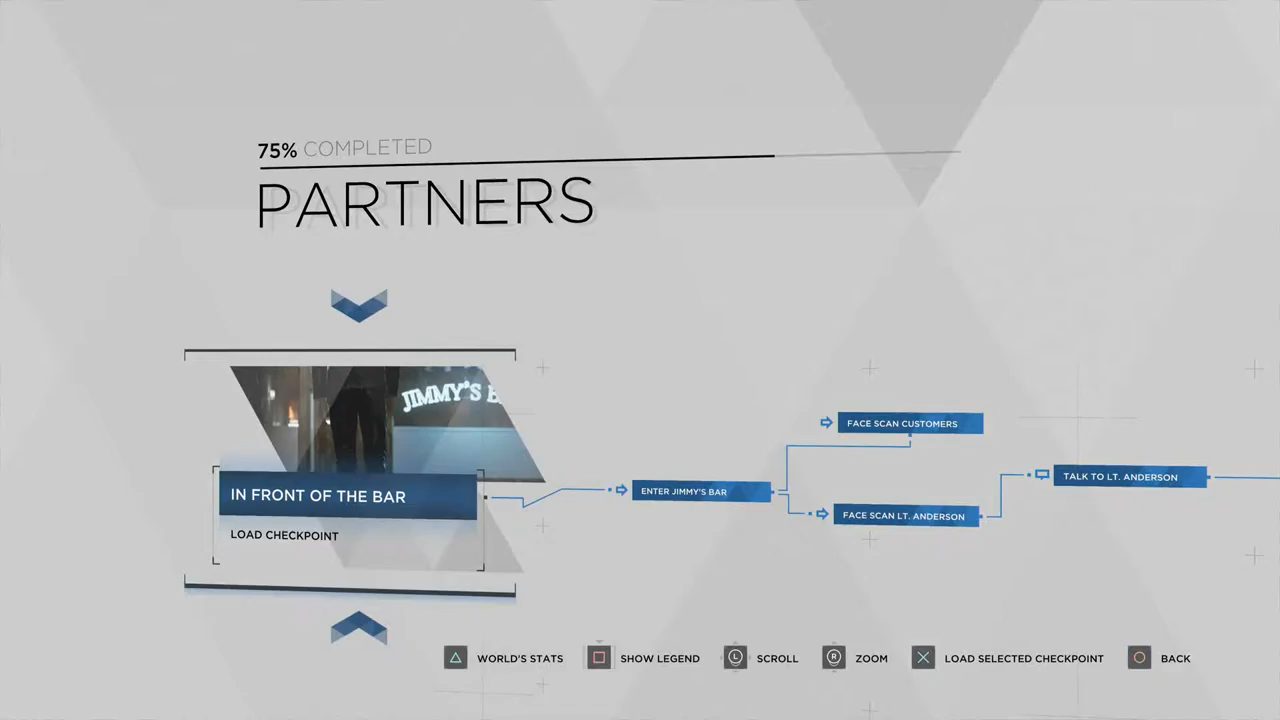 75% COMPLETED
PARTNERS
JIMMY'S B
IN FRONT OF THE BAR
LOAD CHECKPOINT
ENTER JIMMY'S BAR
FACE SCAN CUSTOMERS
FACE SCAN LT. ANDERSON
TALK TO LT. ANDERSON
WORLD'S STATS
SHOW LEGEND
L SCROLL
R ZOOM
LOAD SELECTED CHECKPOINT
BACK